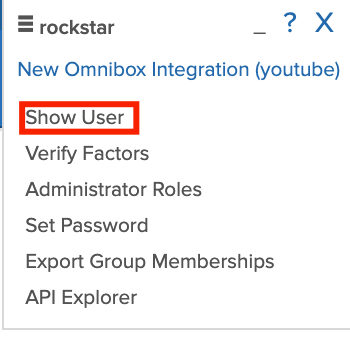 ☰ rockstar _ ? X
New Omnibox Integration (youtube)
Show User
Verify Factors
Administrator Roles
Set Password
Export Group Memberships
API Explorer